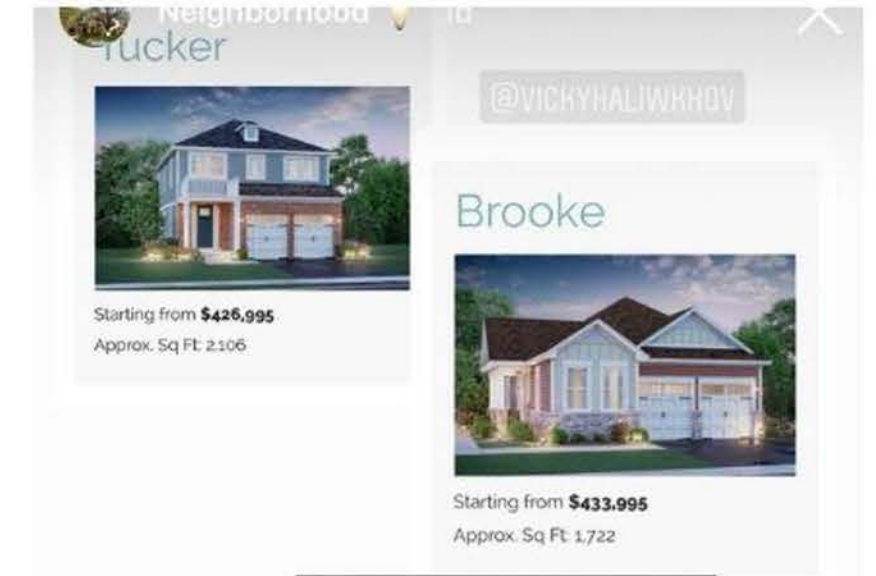 Neighborhood 1d
Tucker
@VICKYHALIWKHOV
Starting from $426,995
Approx. Sq Ft: 2,106
Brooke
Starting from $433,995
Approx. Sq Ft: 1,722